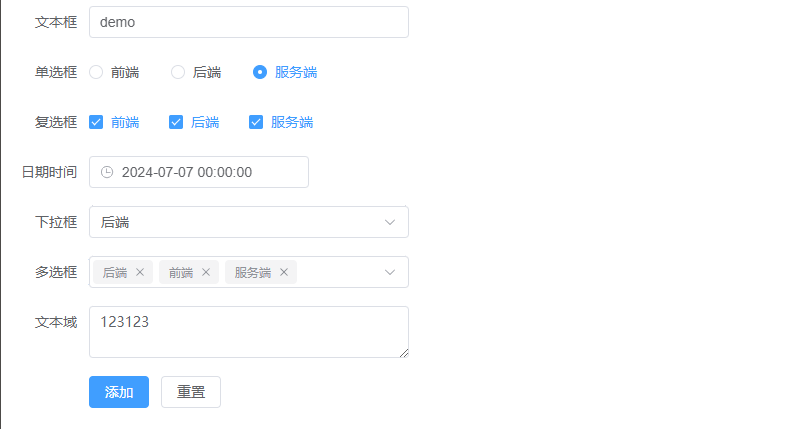 文本框 demo
单选框 前端 后端 服务端
复选框 前端 后端 服务端
日期时间 2024-07-07 00:00:00
下拉框 后端
多选框 后端 前端 服务端
文本域 123123
添加 重置